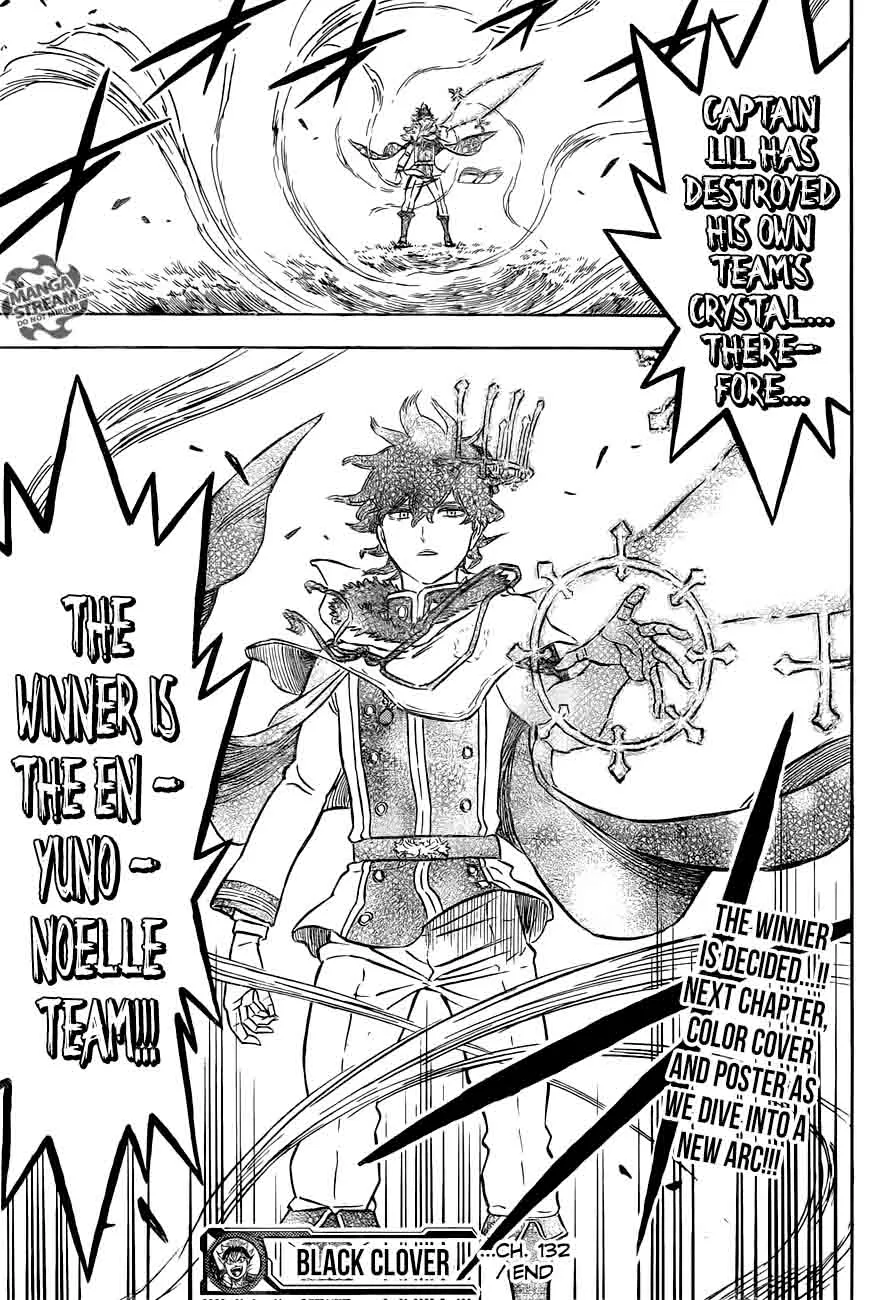 CAPTAIN
LIL HAS
DESTROYED
HIS OWN
TEAM'S
CRYSTAL...
THERE-
FORE...
MANGA
STREAM.com
DO NOT MIRROR
THE
WINNER IS
THE EN -
YUNO -
NOELLE
TEAM!!!
THE WINNER
IS DECIDED...!!
NEXT CHAPTER,
COLOR COVER
AND POSTER AS
WE DIVE INTO A
NEW ARC!!!
BLACK CLOVER
...CH. 132
/ END